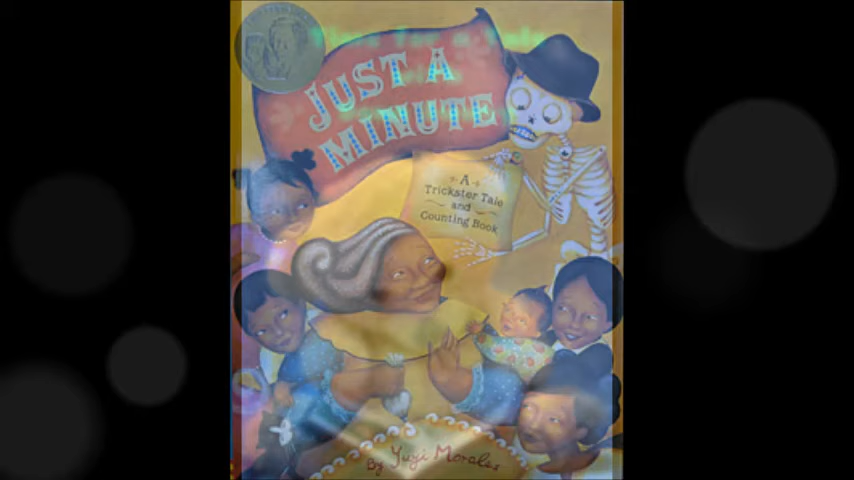 JUST A
MINUTE
A
Trickster Tale
and
Counting Book
By Yuyi Morales